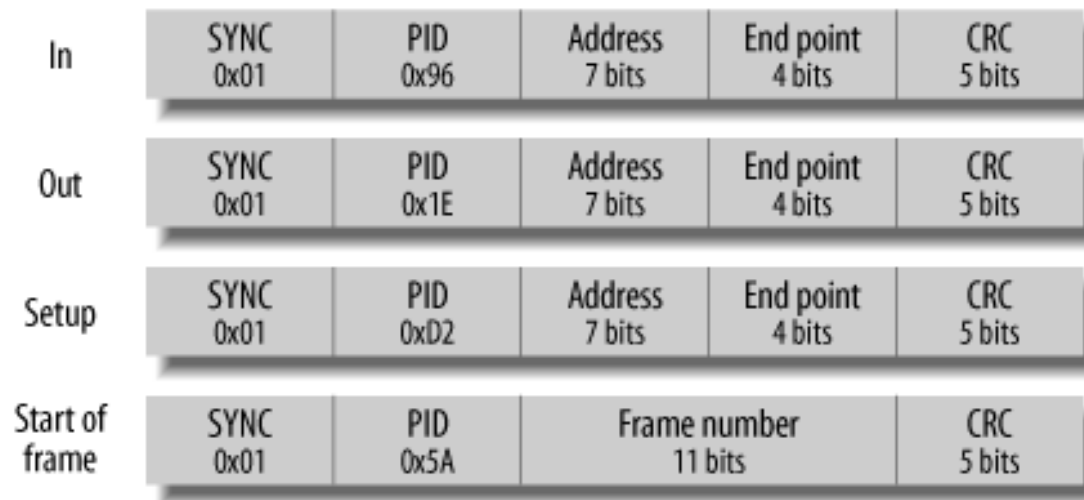 In
SYNC PID Address End point CRC
0x01 0x96 7 bits 4 bits 5 bits
Out
SYNC PID Address End point CRC
0x01 0x1E 7 bits 4 bits 5 bits
Setup
SYNC PID Address End point CRC
0x01 0xD2 7 bits 4 bits 5 bits
Start of
frame
SYNC PID Frame number CRC
0x01 0x5A 11 bits 5 bits